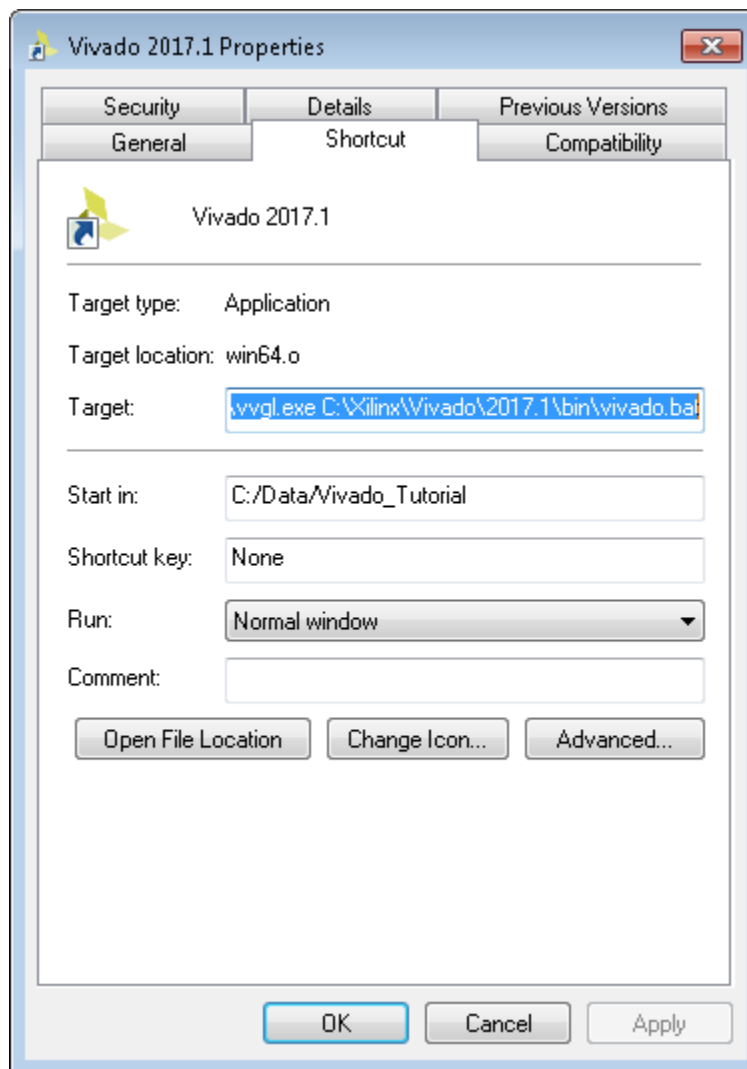 Vivado 2017.1 Properties
Security Details Previous Versions
General Shortcut Compatibility
Vivado 2017.1
Target type: Application
Target location: win64.o
Target: \vvgl.exe C:\Xilinx\Vivado\2017.1\bin\vivado.bat
Start in: C:/Data/Vivado_Tutorial
Shortcut key: None
Run: Normal window
Comment:
Open File Location Change Icon... Advanced...
OK Cancel Apply